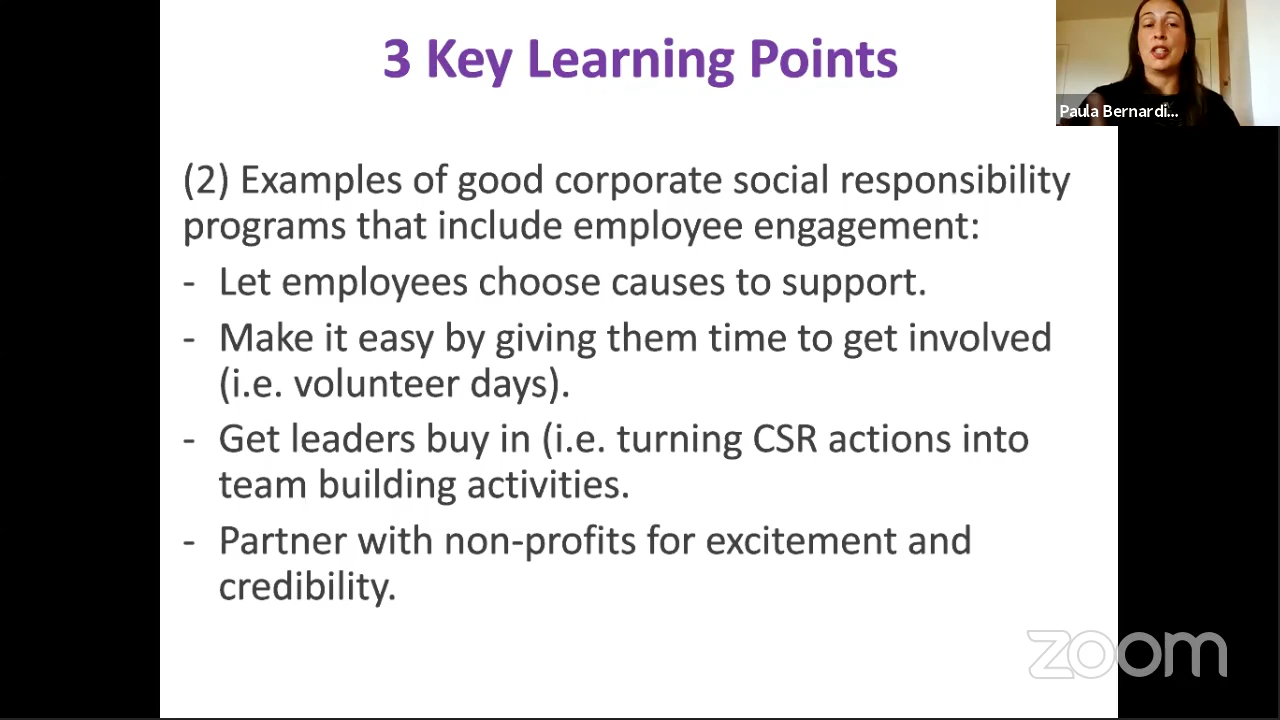 3 Key Learning Points
Paula Bernardi...
(2) Examples of good corporate social responsibility
programs that include employee engagement:
- Let employees choose causes to support.
- Make it easy by giving them time to get involved
(i.e. volunteer days).
- Get leaders buy in (i.e. turning CSR actions into
team building activities.
- Partner with non-profits for excitement and
credibility.
zoom